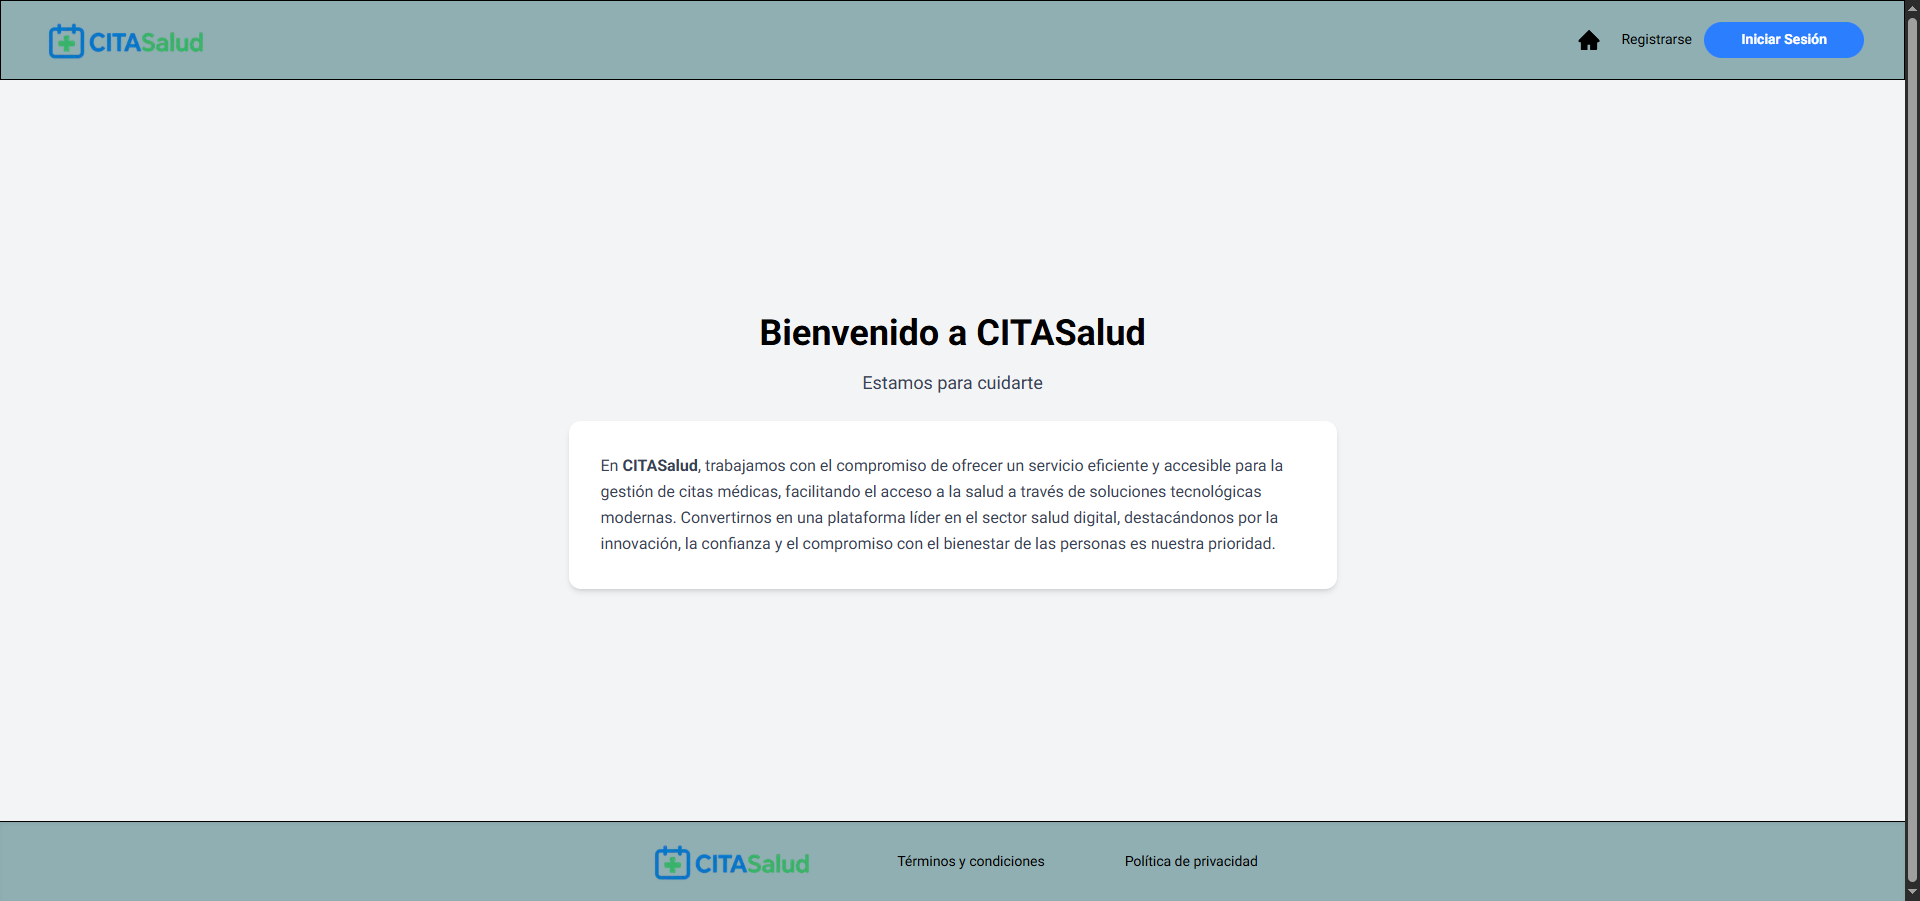 CITASalud
Registrarse
Iniciar Sesión
Bienvenido a CITASalud
Estamos para cuidarte
En CITASalud, trabajamos con el compromiso de ofrecer un servicio eficiente y accesible para la
gestión de citas médicas, facilitando el acceso a la salud a través de soluciones tecnológicas
modernas. Convertirnos en una plataforma líder en el sector salud digital, destacándonos por la
innovación, la confianza y el compromiso con el bienestar de las personas es nuestra prioridad.
CITASalud
Términos y condiciones
Política de privacidad